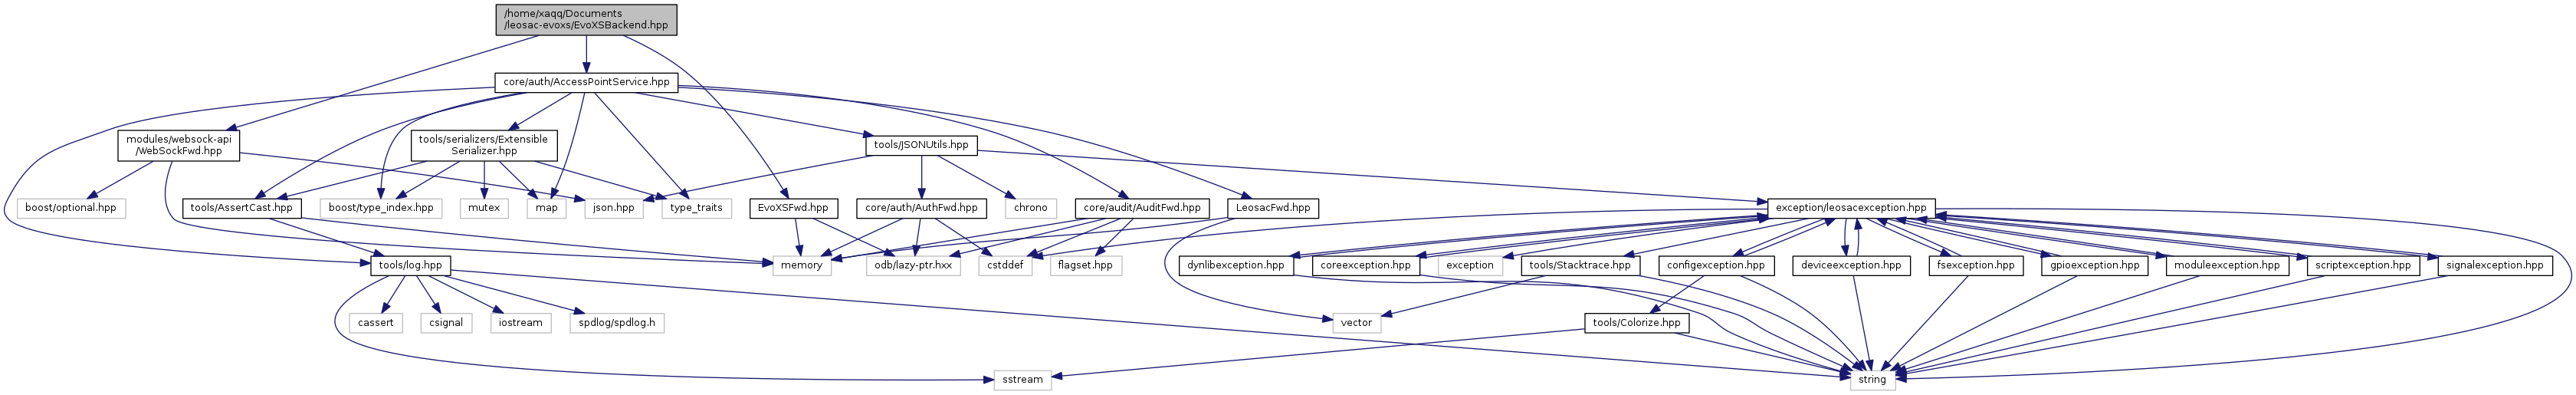 /home/xaqq/Documents
/leosac-evoxs/EvoXSBackend.hpp
core/auth/AccessPointService.hpp
modules/websock-api
/WebSockFwd.hpp
tools/serializers/Extensible
Serializer.hpp
tools/JSONUtils.hpp
boost/optional.hpp
tools/AssertCast.hpp
boost/type_index.hpp
mutex
map
json.hpp
type_traits
EvoXSFwd.hpp
core/auth/AuthFwd.hpp
chrono
core/audit/AuditFwd.hpp
LeosacFwd.hpp
exception/leosacexception.hpp
tools/log.hpp
memory
odb/lazy-ptr.hxx
cstddef
flagset.hpp
dynlibexception.hpp
coreexception.hpp
exception
tools/Stacktrace.hpp
configexception.hpp
deviceexception.hpp
fsexception.hpp
gpioexception.hpp
moduleexception.hpp
scriptexception.hpp
signalexception.hpp
cassert
csignal
iostream
spdlog/spdlog.h
vector
tools/Colorize.hpp
sstream
string